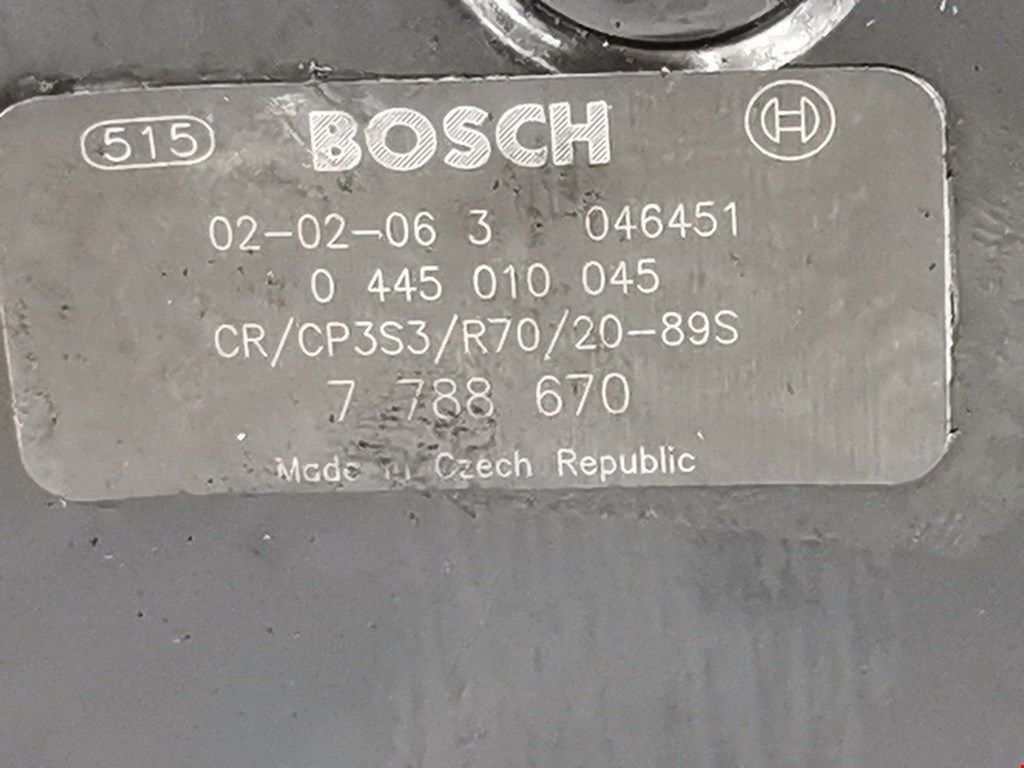 515 BOSCH
02-02-06 3 046451
0 445 010 045
CR/CP3S3/R70/20-89S
7 788 670
Made in Czech Republic